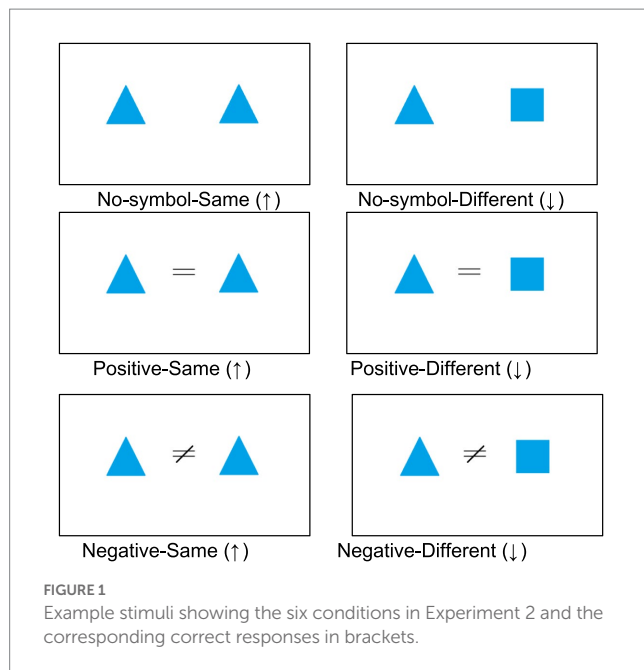 No-symbol-Same (↑) No-symbol-Different (↓)
=  =
Positive-Same (↑) Positive-Different (↓)
≠  ≠
Negative-Same (↑) Negative-Different (↓)
FIGURE 1
Example stimuli showing the six conditions in Experiment 2 and the
corresponding correct responses in brackets.